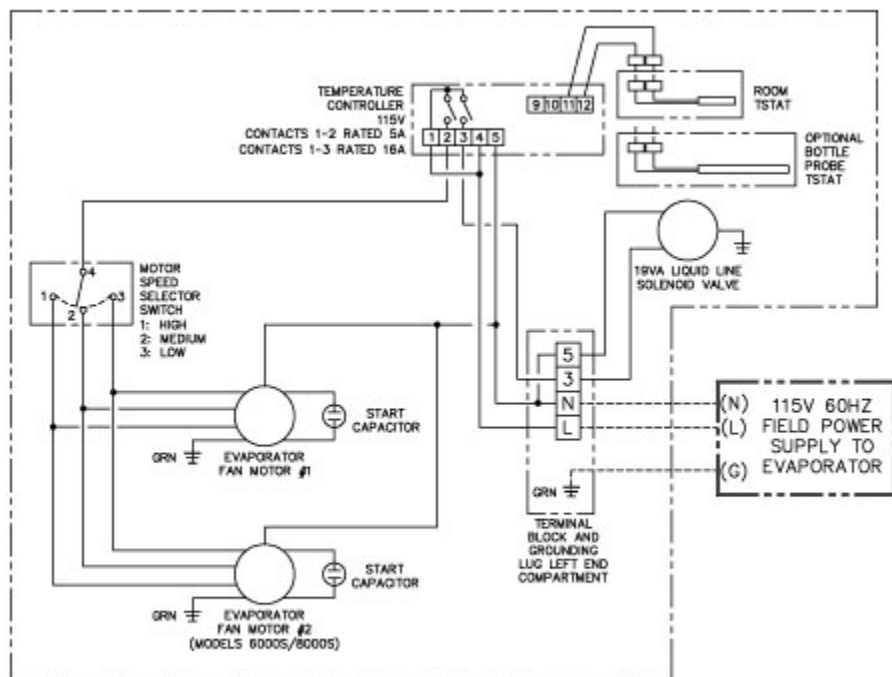 TEMPERATURE
CONTROLLER
115V
CONTACTS 1-2 RATED 5A
CONTACTS 1-3 RATED 16A
1 2 3 4 5
9 10 11 12
ROOM
TSTAT
OPTIONAL
BOTTLE
PROBE
TSTAT
19VA LIQUID LINE
SOLENOID VALVE
4
1
2
3
MOTOR
SPEED
SELECTOR
SWITCH
1: HIGH
2: MEDIUM
3: LOW
START
CAPACITOR
GRN
EVAPORATOR
FAN MOTOR #1
START
CAPACITOR
GRN
EVAPORATOR
FAN MOTOR #2
(MODELS 6000S/8000S)
5
3
N
L
GRN
TERMINAL
BLOCK AND
GROUNDING
LUG LEFT END
COMPARTMENT
(N)
(L)
(G)
115V 60HZ
FIELD POWER
SUPPLY TO
EVAPORATOR